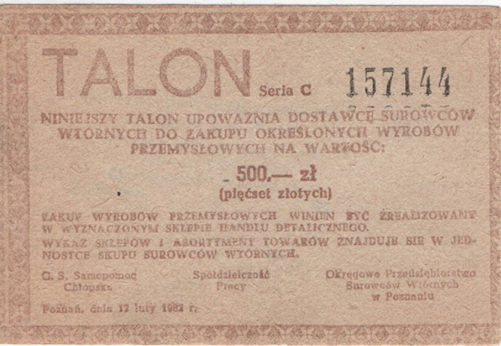 TALON Seria C 157144
NINIEJSZY TALON UPOWAŻNIA DOSTAWCĘ SUROWCÓW
WTÓRNYCH DO ZAKUPU OKREŚLONYCH WYROBÓW
PRZEMYSŁOWYCH NA WARTOŚĆ:
500.— zł
(pięćset złotych)
ZAKUP WYROBÓW PRZEMYSŁOWYCH WINIEN BYĆ ZREALIZOWANY
W WYZNACZONYM SKLEPIE HANDLU DETALICZNEGO.
WYKAZ SKLEPÓW I ASORTYMENT TOWARÓW ZNAJDUJE SIĘ W JED-
NOSTCE SKUPU SUROWCÓW WTÓRNYCH.
G. S. Samopomoc Spółdzielczość Okręgowe Przedsiębiorstwo
Chłopska Pracy Surowców Wtórnych
w Poznaniu
Poznań, dnia 17 luty 1982 r.